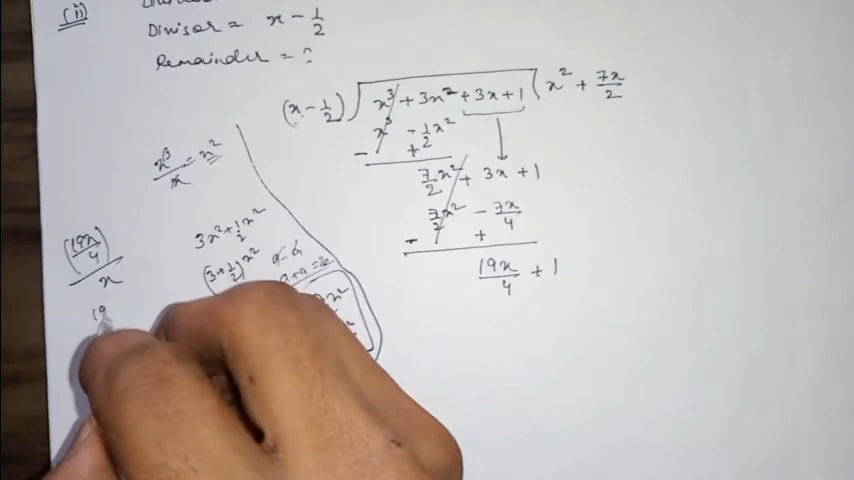 (ii)
Divisor = x - 1/2
Remainder = ?
(x - 1/2) ) x³ + 3x² + 3x + 1 ( x² + 7x/2
x³ - 1/2 x²
- +
7/2 x² + 3x + 1
7/2 x² - 7x/4
- +
19x/4 + 1
x³/x = x²
(19x/4)/x
19
3x² + 1/2 x²
(3 + 1/2) x²
a + a = 2a